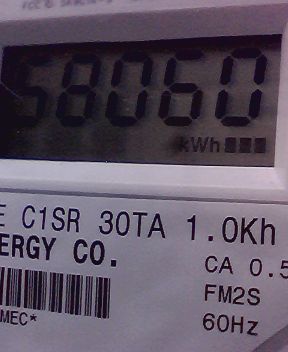 58060
kWh
E C1SR 30TA 1.0Kh
ERGY CO.
CA 0.5
FM2S
MEC*
60Hz